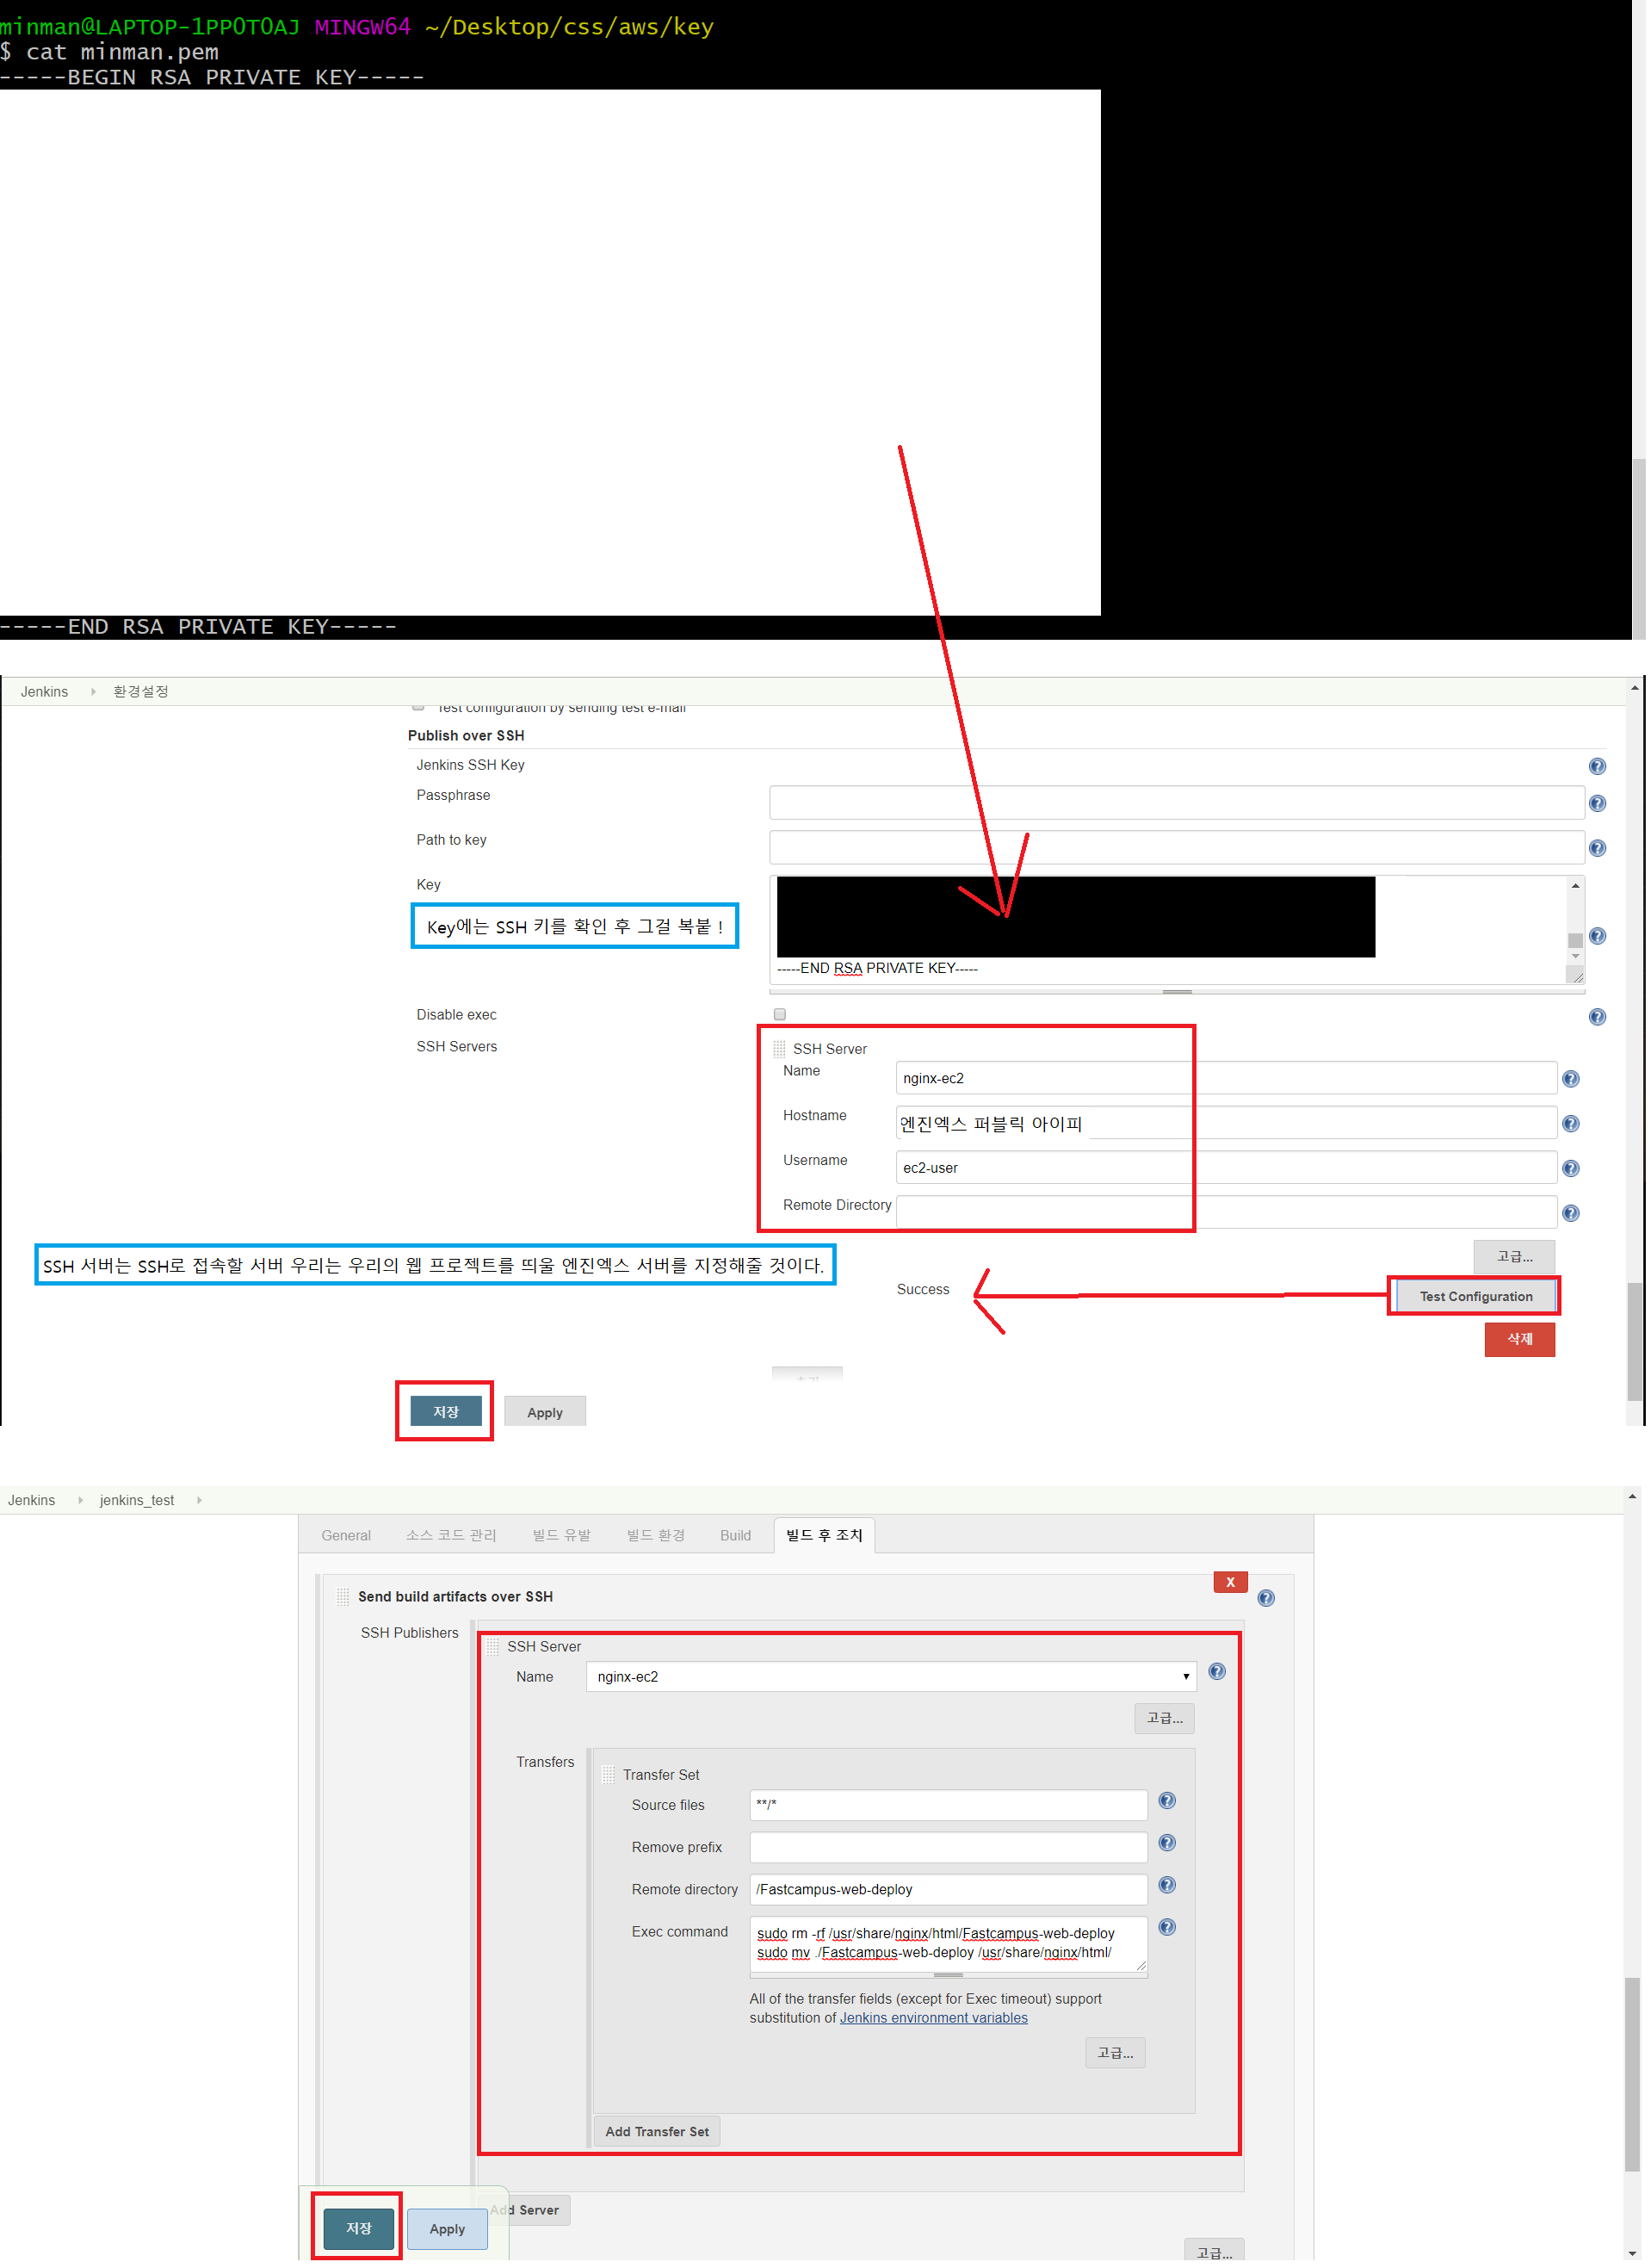 minman@LAPTOP-1PP0T0AJ MINGW64 ~/Desktop/css/aws/key
$ cat minman.pem
-----BEGIN RSA PRIVATE KEY-----
-----END RSA PRIVATE KEY-----
Jenkins 환경설정
Test configuration by sending test e-mail
Publish over SSH
Jenkins SSH Key
Passphrase
Path to key
Key
Key에는 SSH 키를 확인 후 그걸 복붙 !
-----END RSA PRIVATE KEY-----
Disable exec
SSH Servers
SSH Server
Name nginx-ec2
Hostname 엔진엑스 퍼블릭 아이피
Username ec2-user
Remote Directory
고급...
SSH 서버는 SSH로 접속할 서버 우리는 우리의 웹 프로젝트를 띄울 엔진엑스 서버를 지정해줄 것이다.
Success
Test Configuration
삭제
저장 Apply
Jenkins jenkins_test
General 소스 코드 관리 빌드 유발 빌드 환경 Build 빌드 후 조치
X
Send build artifacts over SSH
SSH Publishers
SSH Server
Name nginx-ec2
고급...
Transfers
Transfer Set
Source files **/*
Remove prefix
Remote directory /Fastcampus-web-deploy
Exec command sudo rm -rf /usr/share/nginx/html/Fastcampus-web-deploy
sudo mv ./Fastcampus-web-deploy /usr/share/nginx/html/
All of the transfer fields (except for Exec timeout) support
substitution of Jenkins environment variables
고급...
Add Transfer Set
Add Server
저장 Apply
고급...